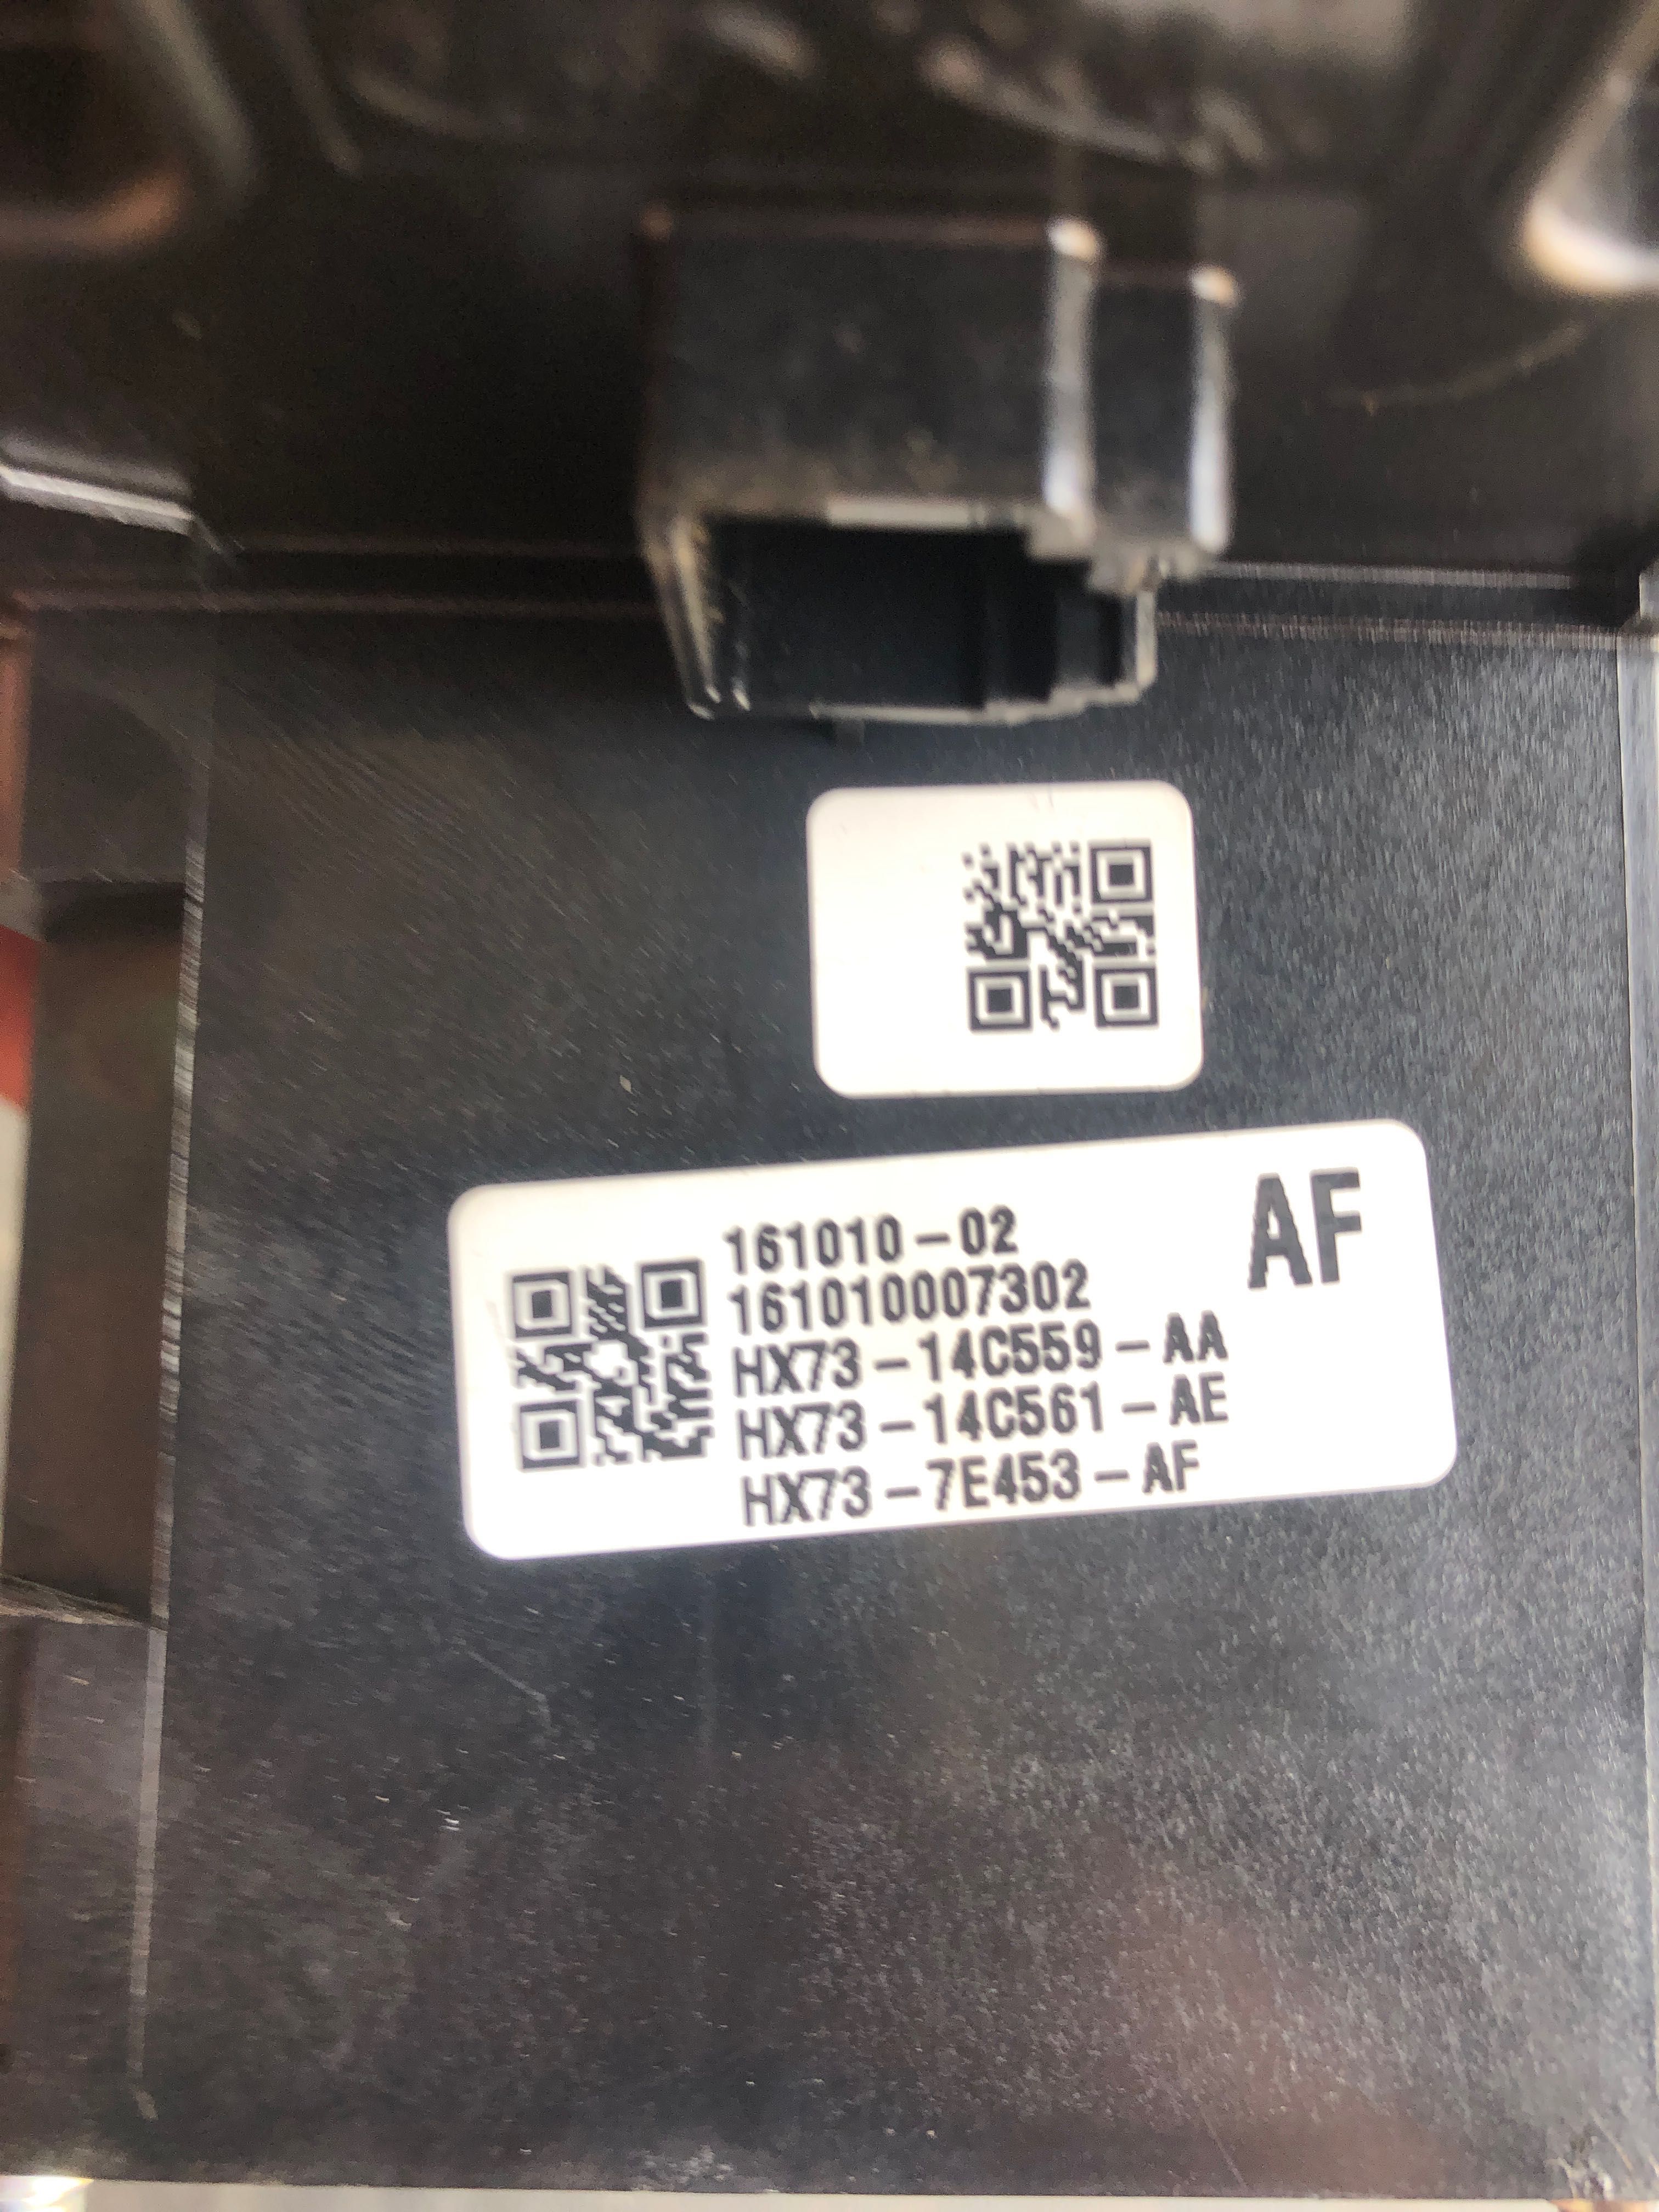 161010-02
AF
161010007302
HX73-14C559-AA
HX73-14C561-AE
HX73-7E453-AF